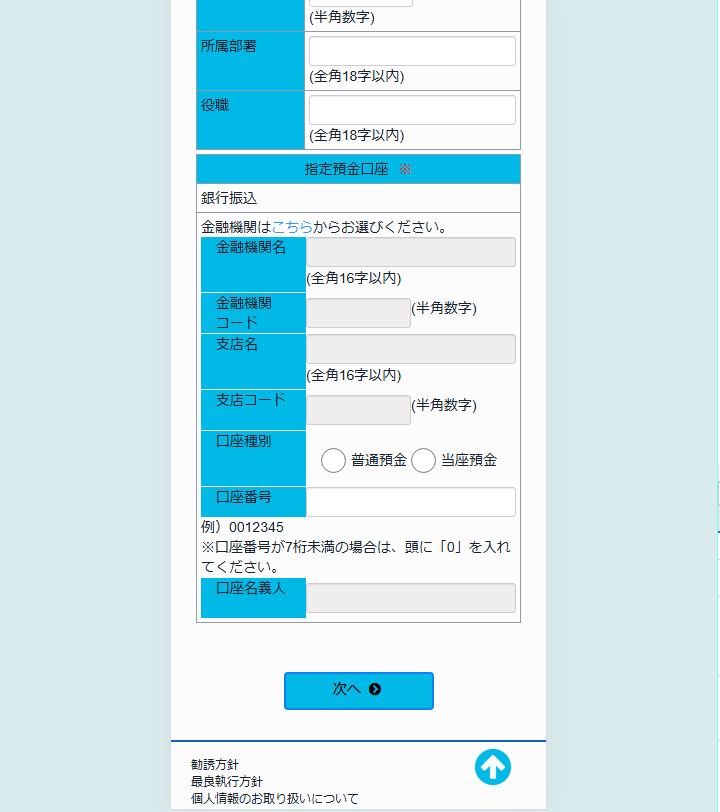 (半角数字)
所属部署
(全角18字以内)
役職
(全角18字以内)
指定預金口座 ※
銀行振込
金融機関はこちらからお選びください。
金融機関名
(全角16字以内)
金融機関
コード
(半角数字)
支店名
(全角16字以内)
支店コード
(半角数字)
口座種別
普通預金 当座預金
口座番号
例）0012345
※口座番号が7桁未満の場合は、頭に「0」を入れ
てください。
口座名義人
次へ
勧誘方針
最良執行方針
個人情報のお取り扱いについて